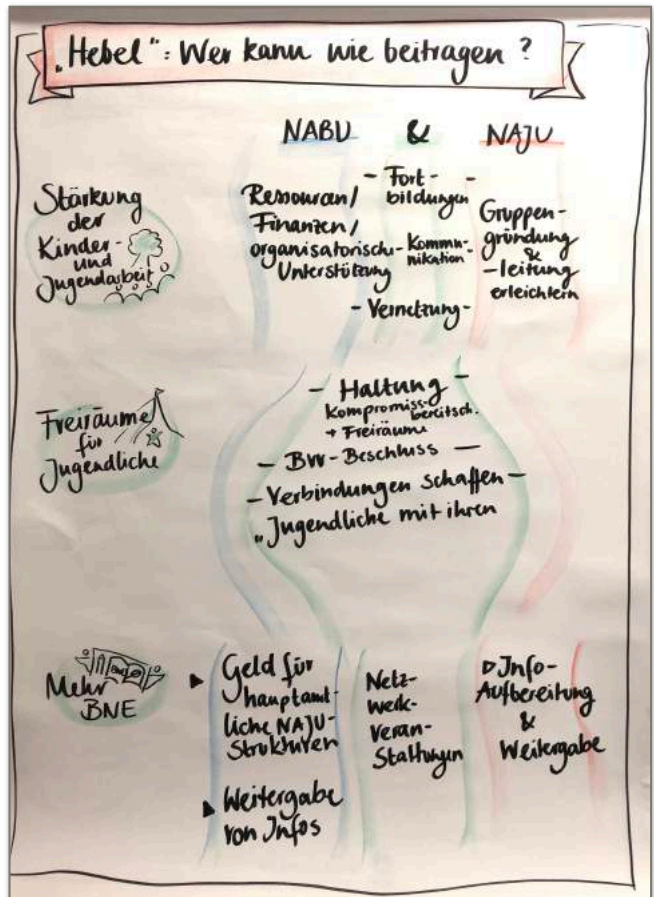 „Hebel“: Wer kann wie beitragen ?
NABU & NAJU
Stärkung
der
Kinder-
und
Jugendarbeit
Ressourcen/
Finanzen/
organisatorische
Unterstützung
- Fort-
bildungen
- Kommu-
nikation -
- Vernetzung -
Gruppen-
gründung
&
-leitung
erleichtern
Freiräume
für
Jugendliche
- Haltung -
Kompromiss-
bereitsch.
+ Freiräume
- BVV-Beschluss -
- Verbindungen schaffen -
"Jugendliche mit ihren
Mehr
BNE
▶ Geld für
hauptamt-
liche NAJU-
Strukturen
▶ Weitergabe
von Infos
Netz-
werk-
veran-
staltungen
▷ Info-
Aufbereitung
&
Weitergabe